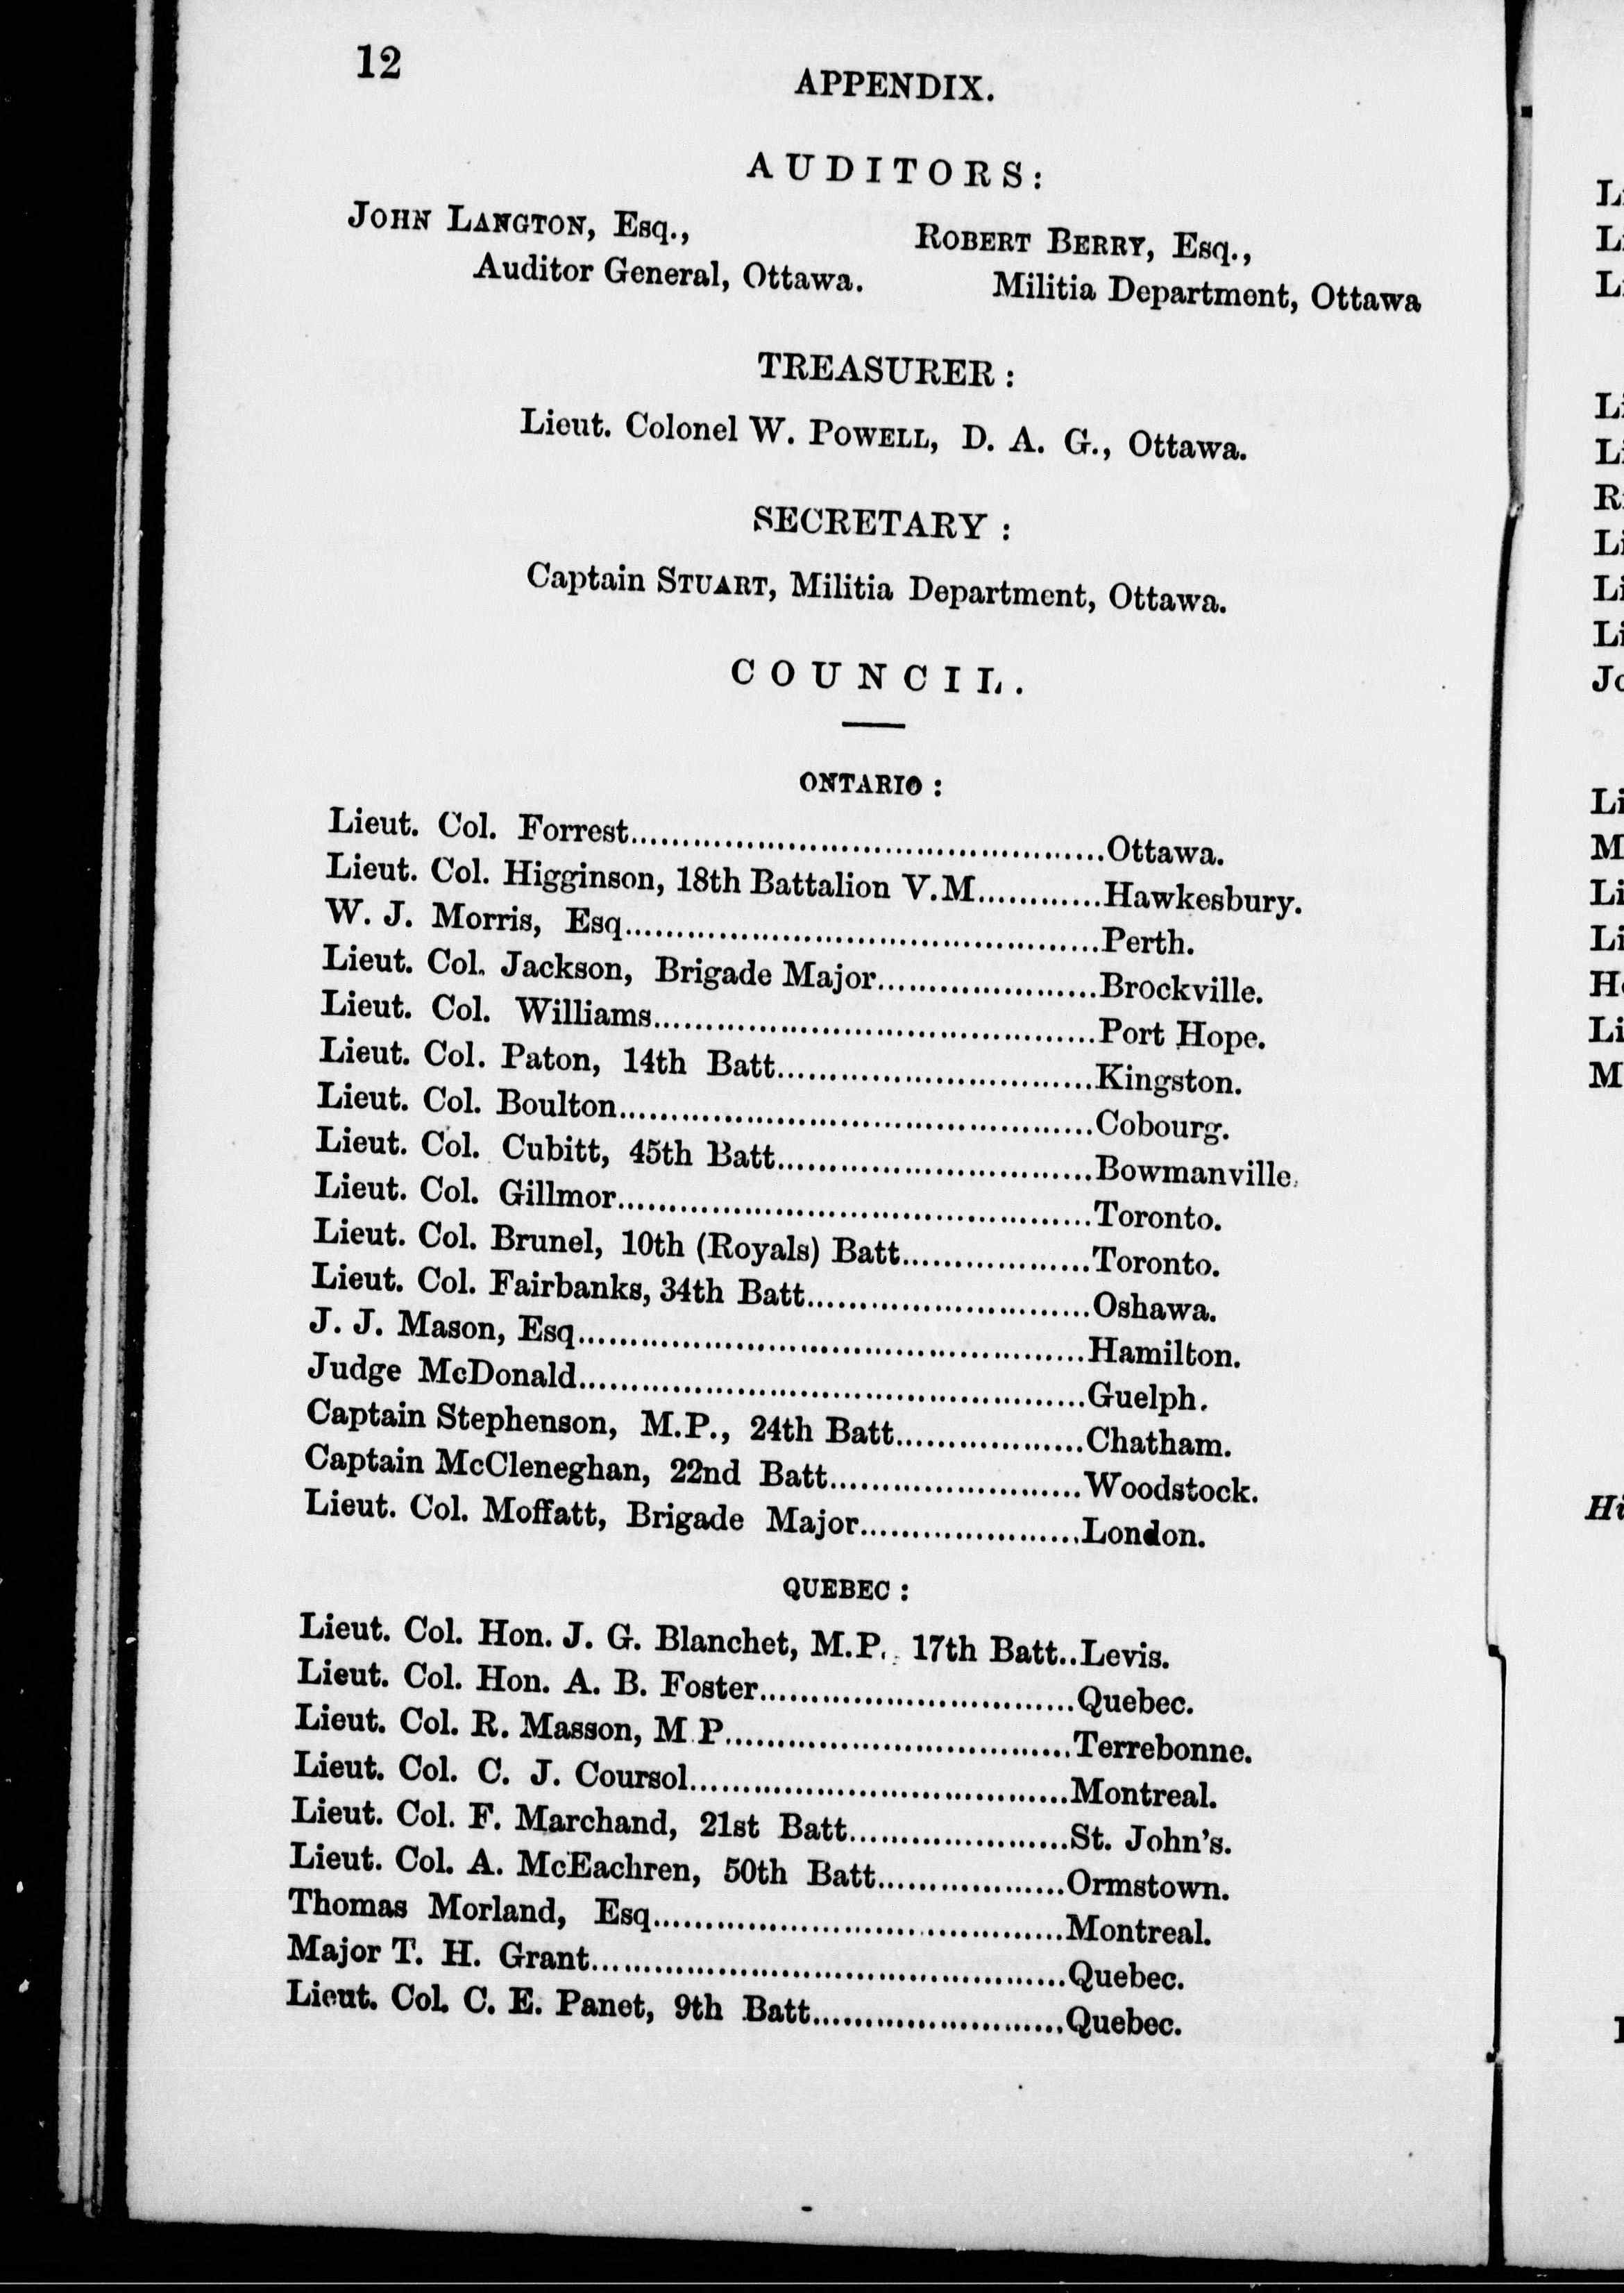 12
APPENDIX.
AUDITORS:
JOHN LANGTON, Esq.,
Auditor General, Ottawa.
ROBERT BERRY, Esq.,
Militia Department, Ottawa
TREASURER :
Lieut. Colonel W. POWELL, D. A. G., Ottawa.
SECRETARY :
Captain STUART, Militia Department, Ottawa.
COUNCIL.
ONTARIO :
Lieut. Col. Forrest..............................................Ottawa.
Lieut. Col. Higginson, 18th Battalion V.M............Hawkesbury.
W. J. Morris, Esq..............................................Perth.
Lieut. Col. Jackson, Brigade Major.....................Brockville.
Lieut. Col. Williams...........................................Port Hope.
Lieut. Col. Paton, 14th Batt..............................Kingston.
Lieut. Col. Boulton..............................................Cobourg.
Lieut. Col. Cubitt, 45th Batt..............................Bowmanville.
Lieut. Col. Gillmor..............................................Toronto.
Lieut. Col. Brunel, 10th (Royals) Batt..................Toronto.
Lieut. Col. Fairbanks, 34th Batt...........................Oshawa.
J. J. Mason, Esq.................................................Hamilton.
Judge McDonald.................................................Guelph.
Captain Stephenson, M.P., 24th Batt..................Chatham.
Captain McCleneghan, 22nd Batt........................Woodstock.
Lieut. Col. Moffatt, Brigade Major.....................London.
QUEBEC :
Lieut. Col. Hon. J. G. Blanchet, M.P., 17th Batt..Levis.
Lieut. Col. Hon. A. B. Foster..............................Quebec.
Lieut. Col. R. Masson, M.P.................................Terrebonne.
Lieut. Col. C. J. Coursol....................................Montreal.
Lieut. Col. F. Marchand, 21st Batt.....................St. John's.
Lieut. Col. A. McEachren, 50th Batt..................Ormstown.
Thomas Morland, Esq.......................................Montreal.
Major T. H. Grant..............................................Quebec.
Lieut. Col. C. E. Panet, 9th Batt........................Quebec.